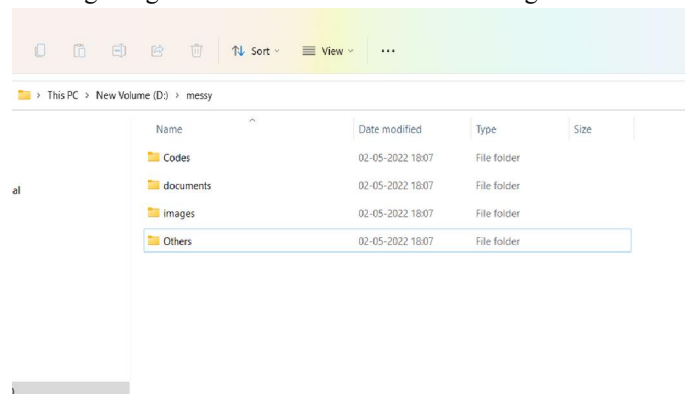 Sort
View
This PC > New Volume (D:) > messy
Name Date modified Type Size
Codes 02-05-2022 18:07 File folder
al documents 02-05-2022 18:07 File folder
images 02-05-2022 18:07 File folder
Others 02-05-2022 18:07 File folder